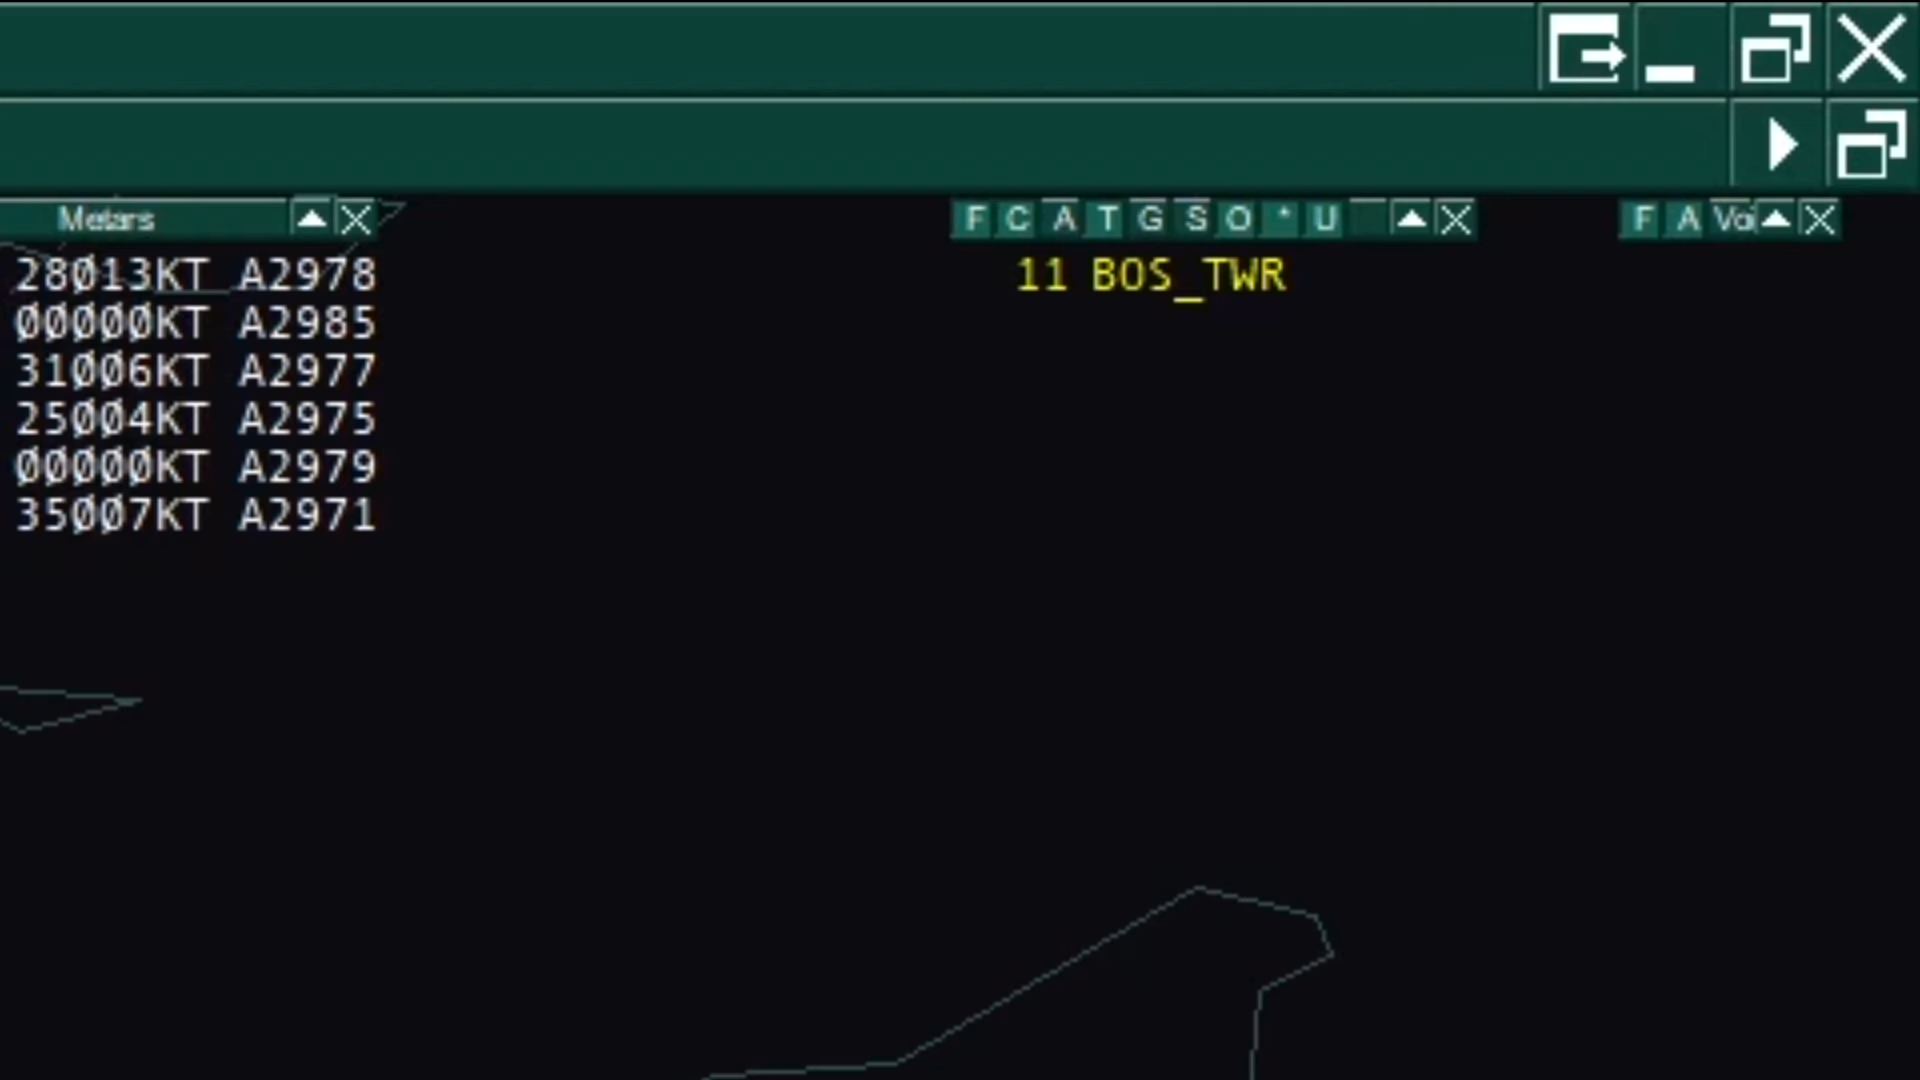 Metars
F C A T G S O * U
F A Voi
28013KT A2978
11 BOS_TWR
00000KT A2985
31006KT A2977
25004KT A2975
00000KT A2979
35007KT A2971